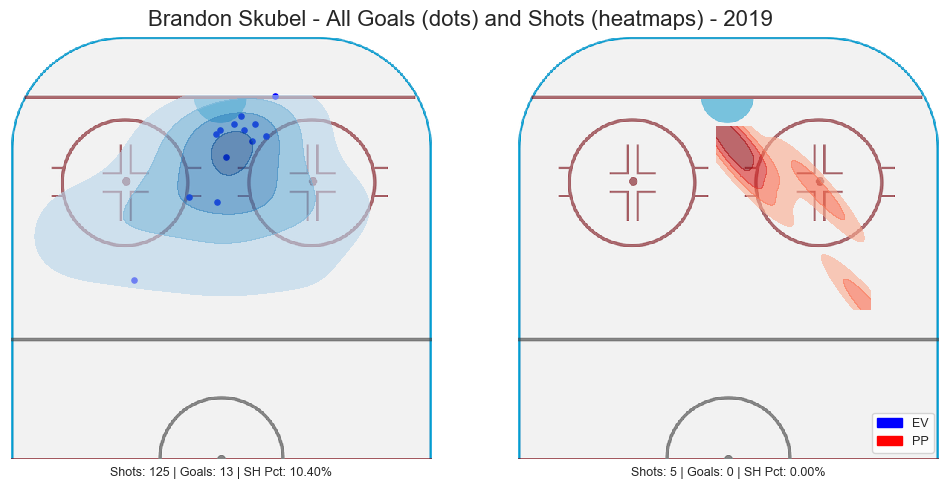 Brandon Skubel - All Goals (dots) and Shots (heatmaps) - 2019
EV
PP
Shots: 125 | Goals: 13 | SH Pct: 10.40%
Shots: 5 | Goals: 0 | SH Pct: 0.00%